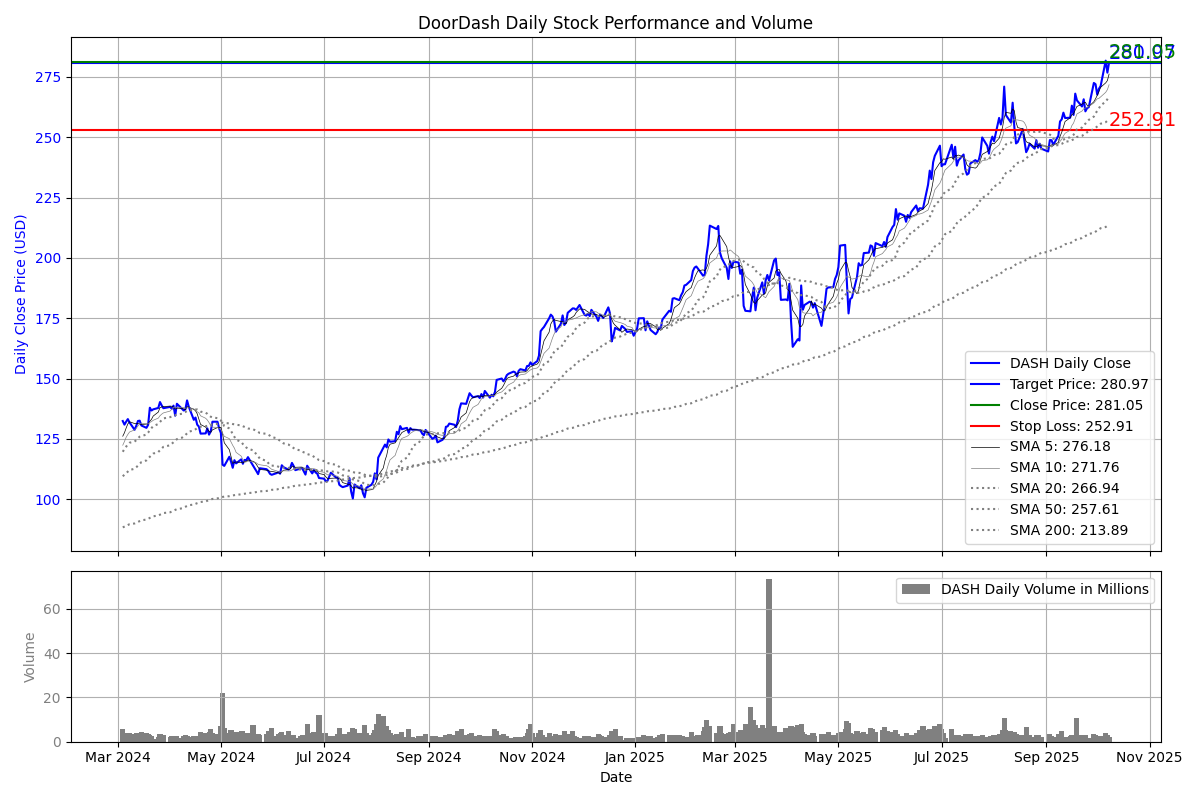 DoorDash Daily Stock Performance and Volume
281.05
280.97
252.91
Daily Close Price (USD)
275
250
225
200
175
150
125
100
DASH Daily Close
Target Price: 280.97
Close Price: 281.05
Stop Loss: 252.91
SMA 5: 276.18
SMA 10: 271.76
SMA 20: 266.94
SMA 50: 257.61
SMA 200: 213.89
DASH Daily Volume in Millions
Volume
60
40
20
0
Mar 2024 May 2024 Jul 2024 Sep 2024 Nov 2024 Jan 2025 Mar 2025 May 2025 Jul 2025 Sep 2025 Nov 2025
Date